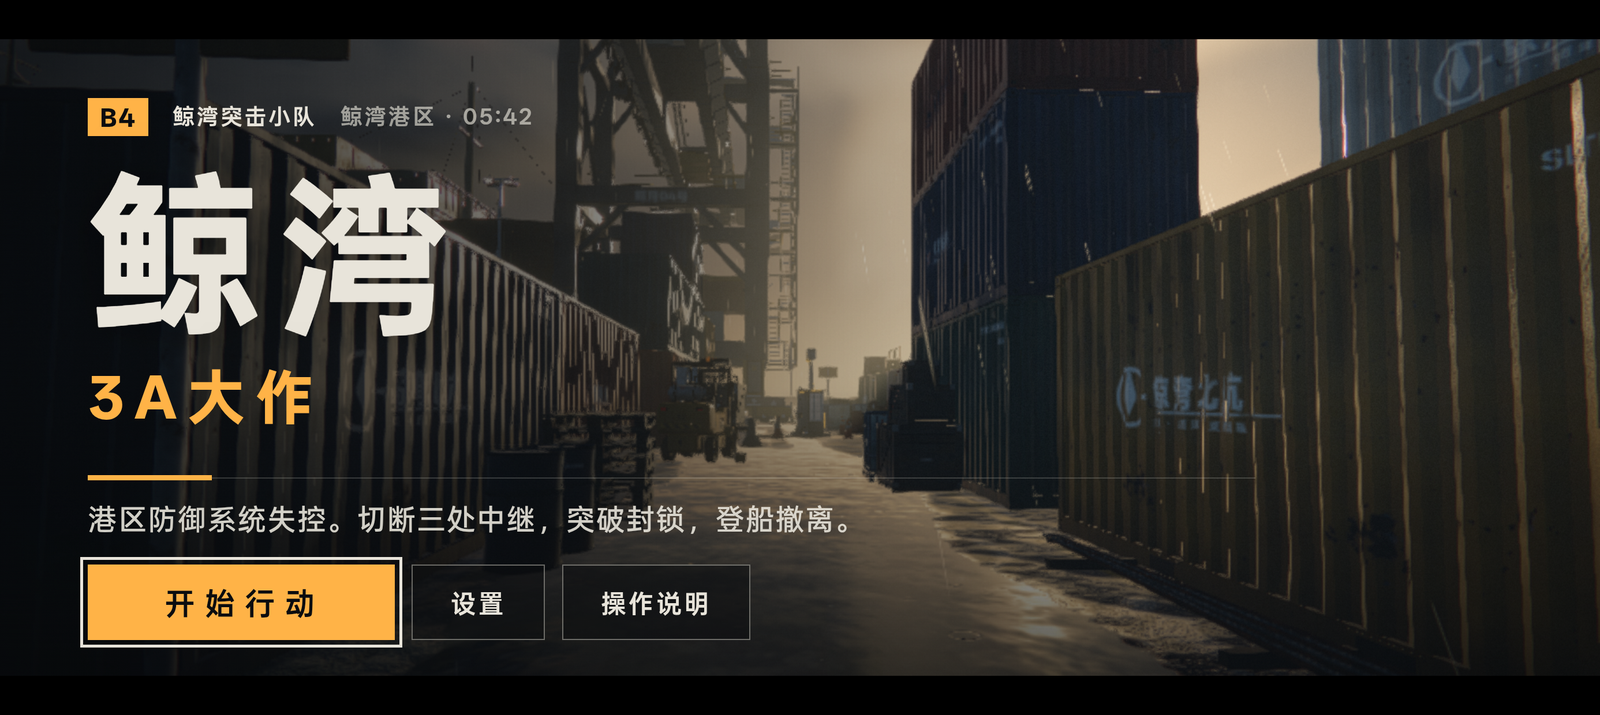 B4 鲸湾突击小队 鲸湾港区 · 05:42
鲸湾
3A大作
港区防御系统失控。切断三处中继，突破封锁，登船撤离。
开始行动 设置 操作说明